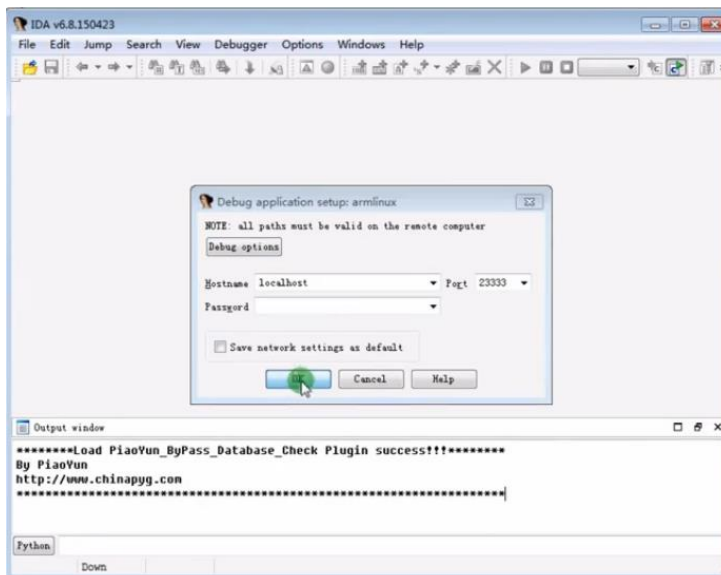 IDA v6.8.150423
File Edit Jump Search View Debugger Options Windows Help
Debug application setup: armlinux
NOTE: all paths must be valid on the remote computer
Debug options
Hostname localhost Port 23333
Password
Save network settings as default
Cancel Help
Output window
********Load PiaoYun_ByPass_Database_Check Plugin success!!!********
By PiaoYun
http://www.chinapyg.com
********************************************************************
Python
Down